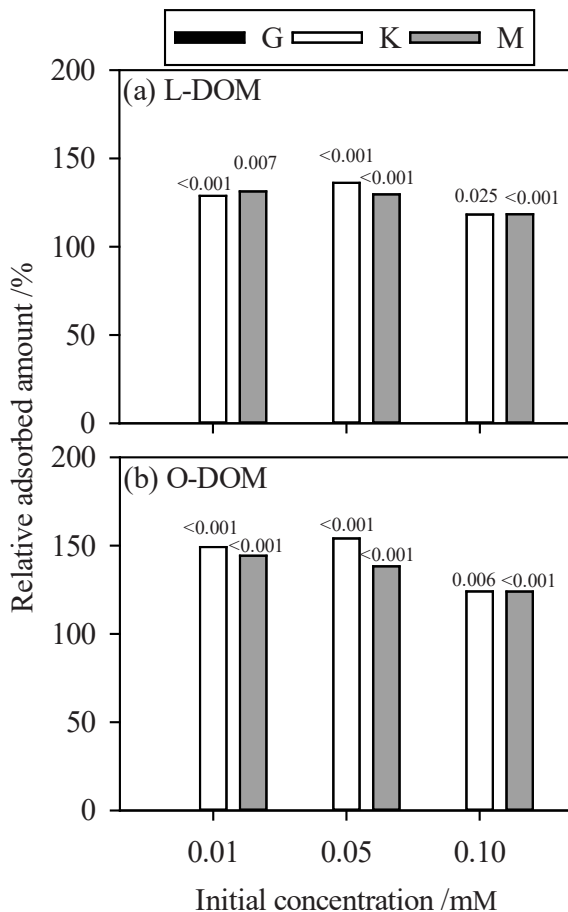 G K M
200
(a) L-DOM
<0.001 0.007 <0.001 <0.001 0.025 <0.001
150
100
50
0
200
(b) O-DOM
<0.001 <0.001 <0.001 <0.001 0.006 <0.001
150
100
50
0
Relative adsorbed amount /%
0.01 0.05 0.10
Initial concentration /mM